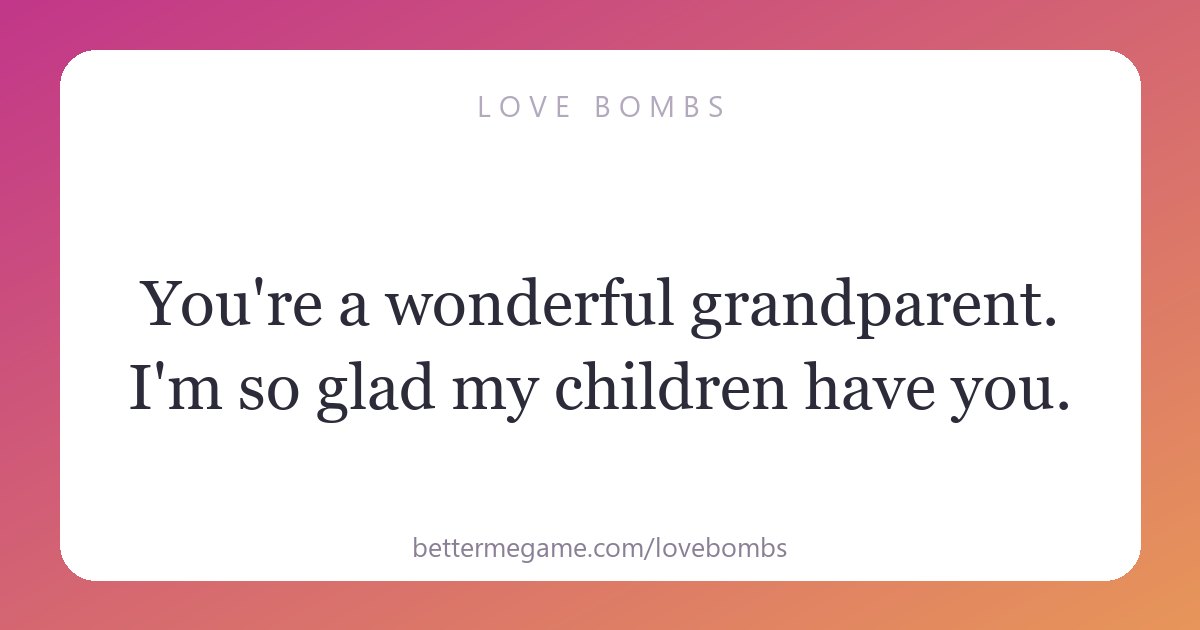 LOVE BOMBS
You're a wonderful grandparent.
I'm so glad my children have you.
bettermegame.com/lovebombs